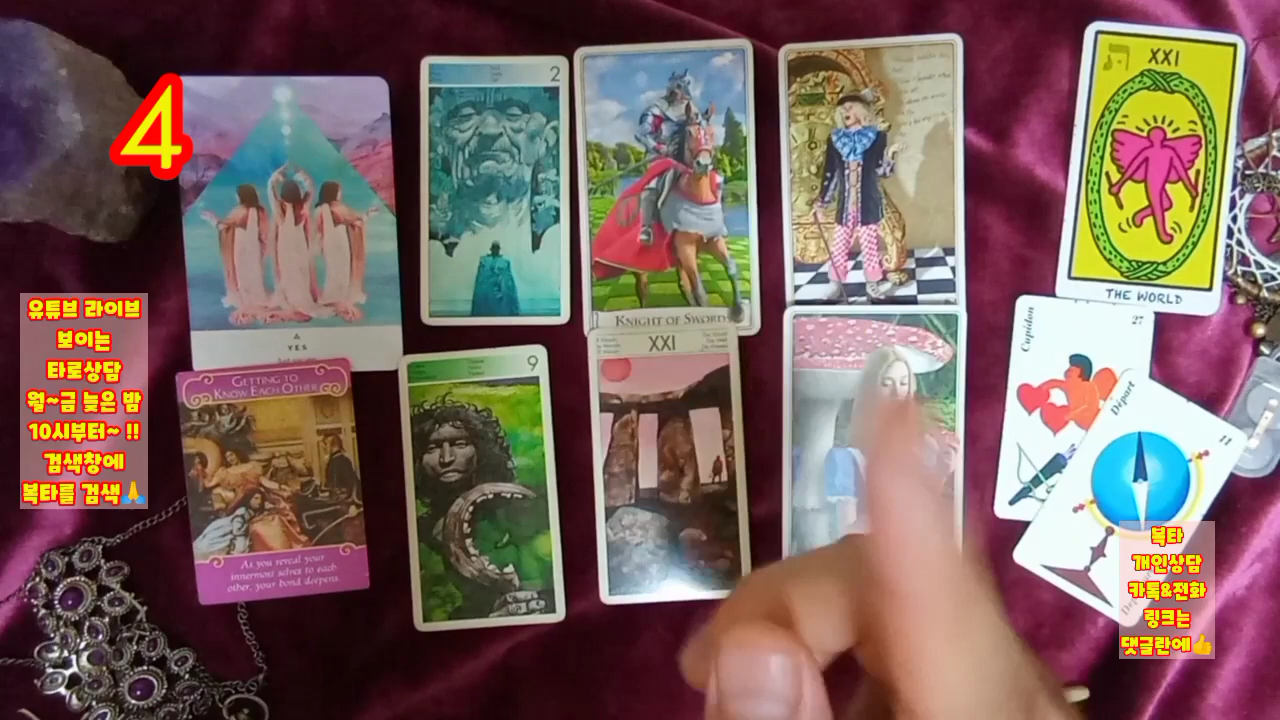 4
유튜브 라이브
보이는
타로상담
월~금 늦은 밤
10시부터~ !!
검색창에
복타를 검색🙏
YES
GETTING TO
KNOW EACH OTHER
As you reveal your
innermost selves to each
other, your bond deepens.
2
9
KNIGHT OF SWORDS
XXI
XXI
THE WORLD
Cupidon
27
Départ
11
복타
개인상담
카톡&전화
링크는
댓글란에👍